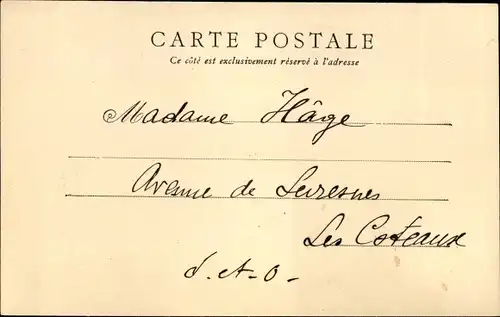 CARTE POSTALE
Ce côté est exclusivement réservé à l'adresse
Madame Hâge
Avenue de Suresnes
Les Coteaux
S.-et-O-